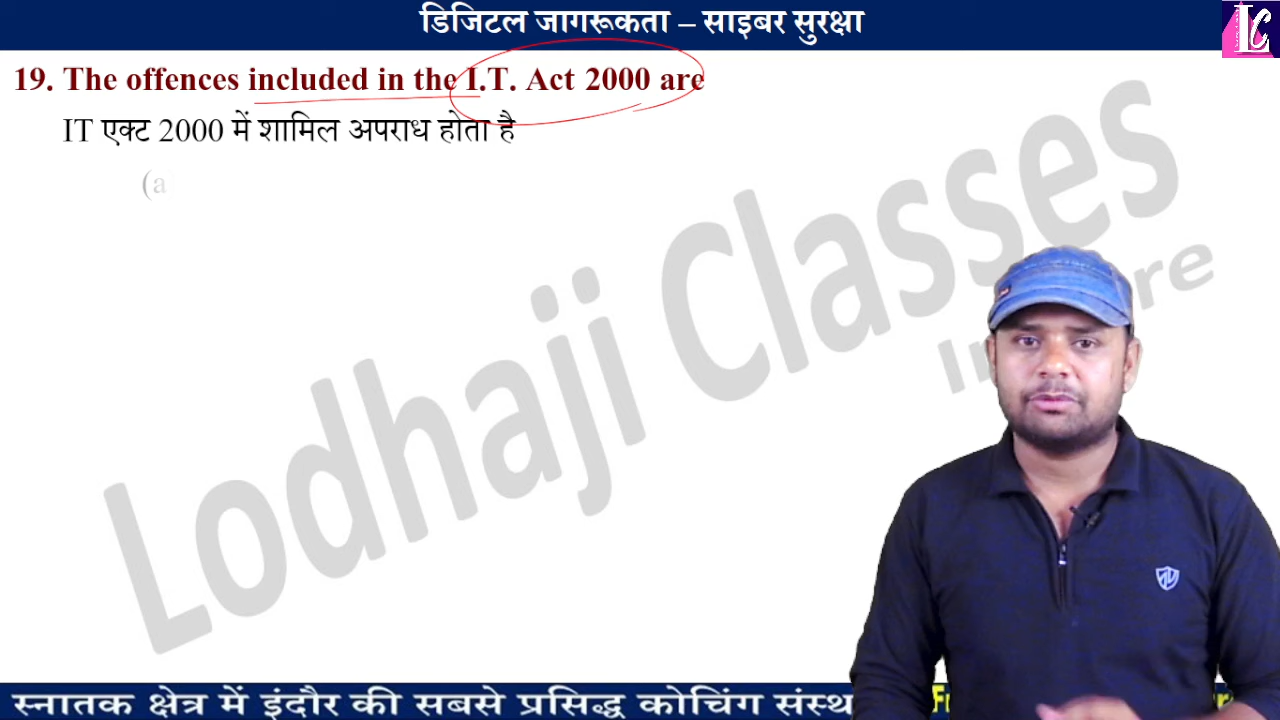 डिजिटल जागरूकता – साइबर सुरक्षा
LC
19. The offences included in the I.T. Act 2000 are
IT एक्ट 2000 में शामिल अपराध होता है
(a
Lodhaji Classes
स्नातक क्षेत्र में इंदौर की सबसे प्रसिद्ध कोचिंग संस्थ